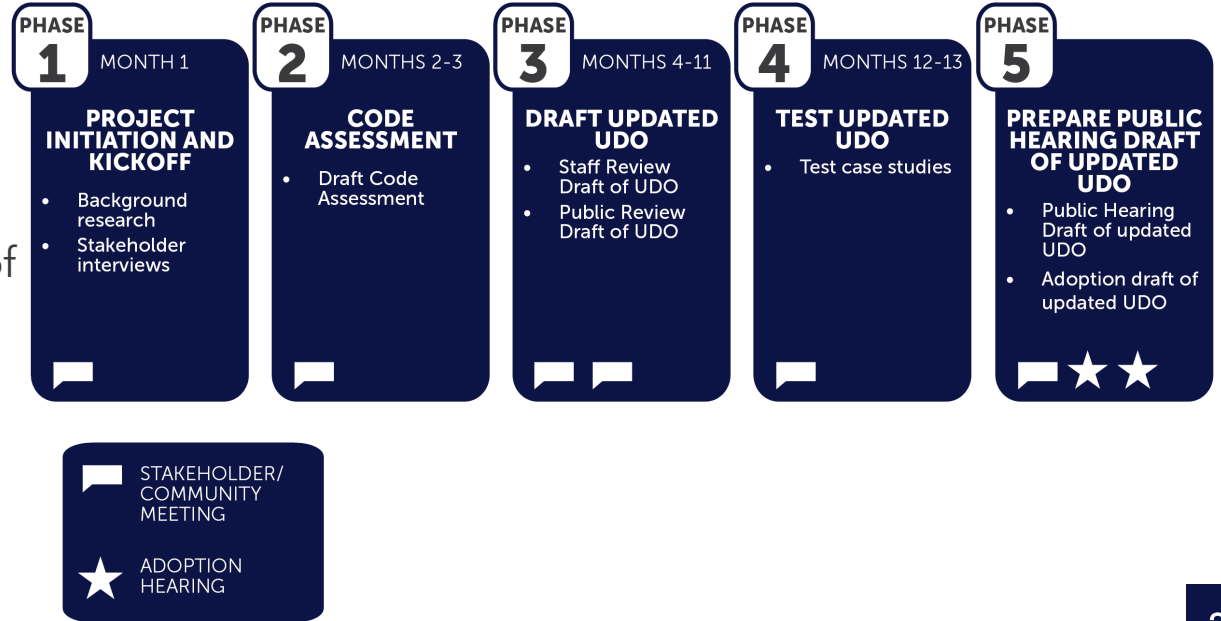 PHASE
1
MONTH 1
PROJECT
INITIATION AND
KICKOFF
• Background
research
• Stakeholder
interviews
PHASE
2
MONTHS 2-3
CODE
ASSESSMENT
• Draft Code
Assessment
PHASE
3
MONTHS 4-11
DRAFT UPDATED
UDO
• Staff Review
Draft of UDO
• Public Review
Draft of UDO
PHASE
4
MONTHS 12-13
TEST UPDATED
UDO
• Test case studies
PHASE
5
PREPARE PUBLIC
HEARING DRAFT
OF UPDATED
UDO
• Public Hearing
Draft of updated
UDO
• Adoption draft of
updated UDO
STAKEHOLDER/
COMMUNITY
MEETING
ADOPTION
HEARING